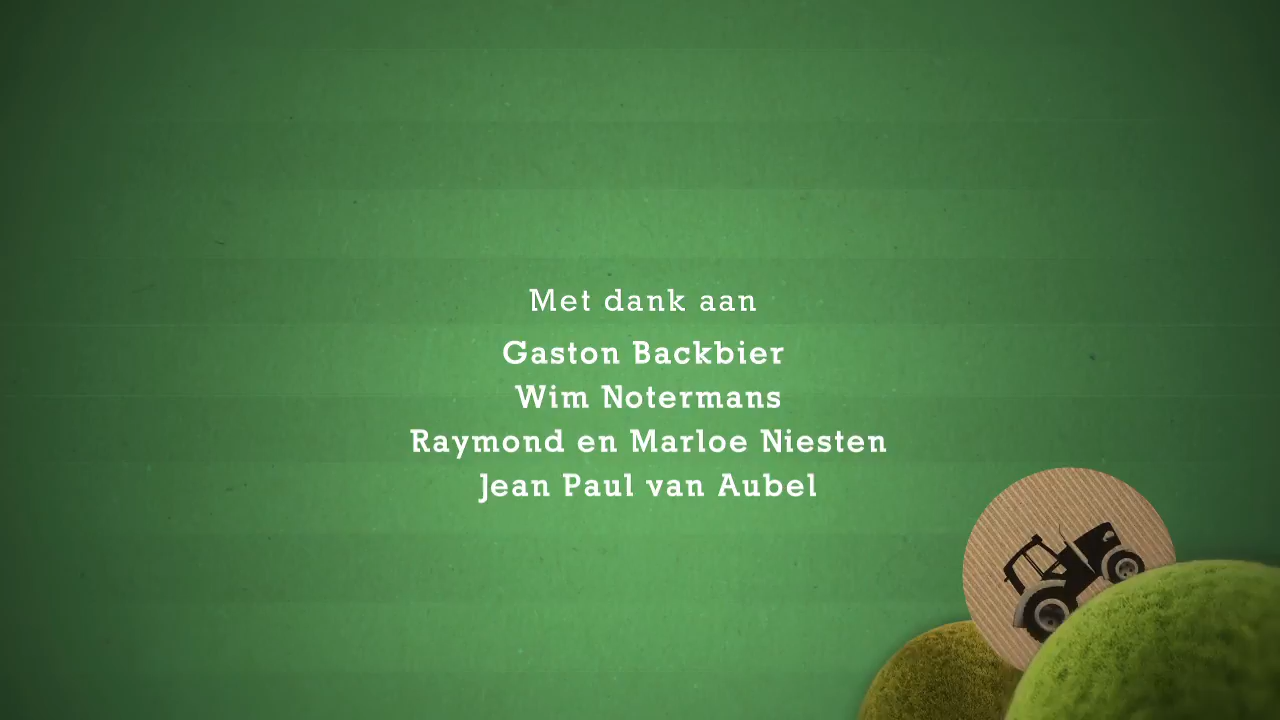 Met dank aan
Gaston Backbier
Wim Notermans
Raymond en Marloe Niesten
Jean Paul van Aubel